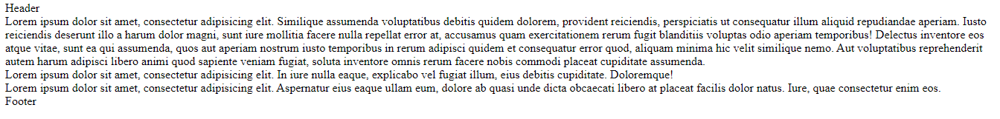 Header
Lorem ipsum dolor sit amet, consectetur adipisicing elit. Similique assumenda voluptatibus debitis quidem dolorem, provident reiciendis, perspiciatis ut consequatur illum aliquid repudiandae aperiam. Iusto
reiciendis deserunt illo a harum dolor magni, sunt iure mollitia facere nulla repellat error at, accusamus quam exercitationem rerum fugit blanditiis voluptas odio aperiam temporibus! Delectus inventore eos
atque vitae, sunt ea qui assumenda, quos aut aperiam nostrum iusto temporibus in rerum adipisci quidem et consequatur error quod, aliquam minima hic velit similique nemo. Aut voluptatibus reprehenderit
autem harum adipisci libero animi quod sapiente veniam fugiat, soluta inventore omnis rerum facere nobis commodi placeat cupiditate assumenda.
Lorem ipsum dolor sit amet, consectetur adipisicing elit. In iure nulla eaque, explicabo vel fugiat illum, eius debitis cupiditate. Doloremque!
Lorem ipsum dolor sit amet, consectetur adipisicing elit. Aspernatur eius eaque ullam eum, dolore ab quasi unde dicta obcaecati libero at placeat facilis dolor natus. Iure, quae consectetur enim eos.
Footer